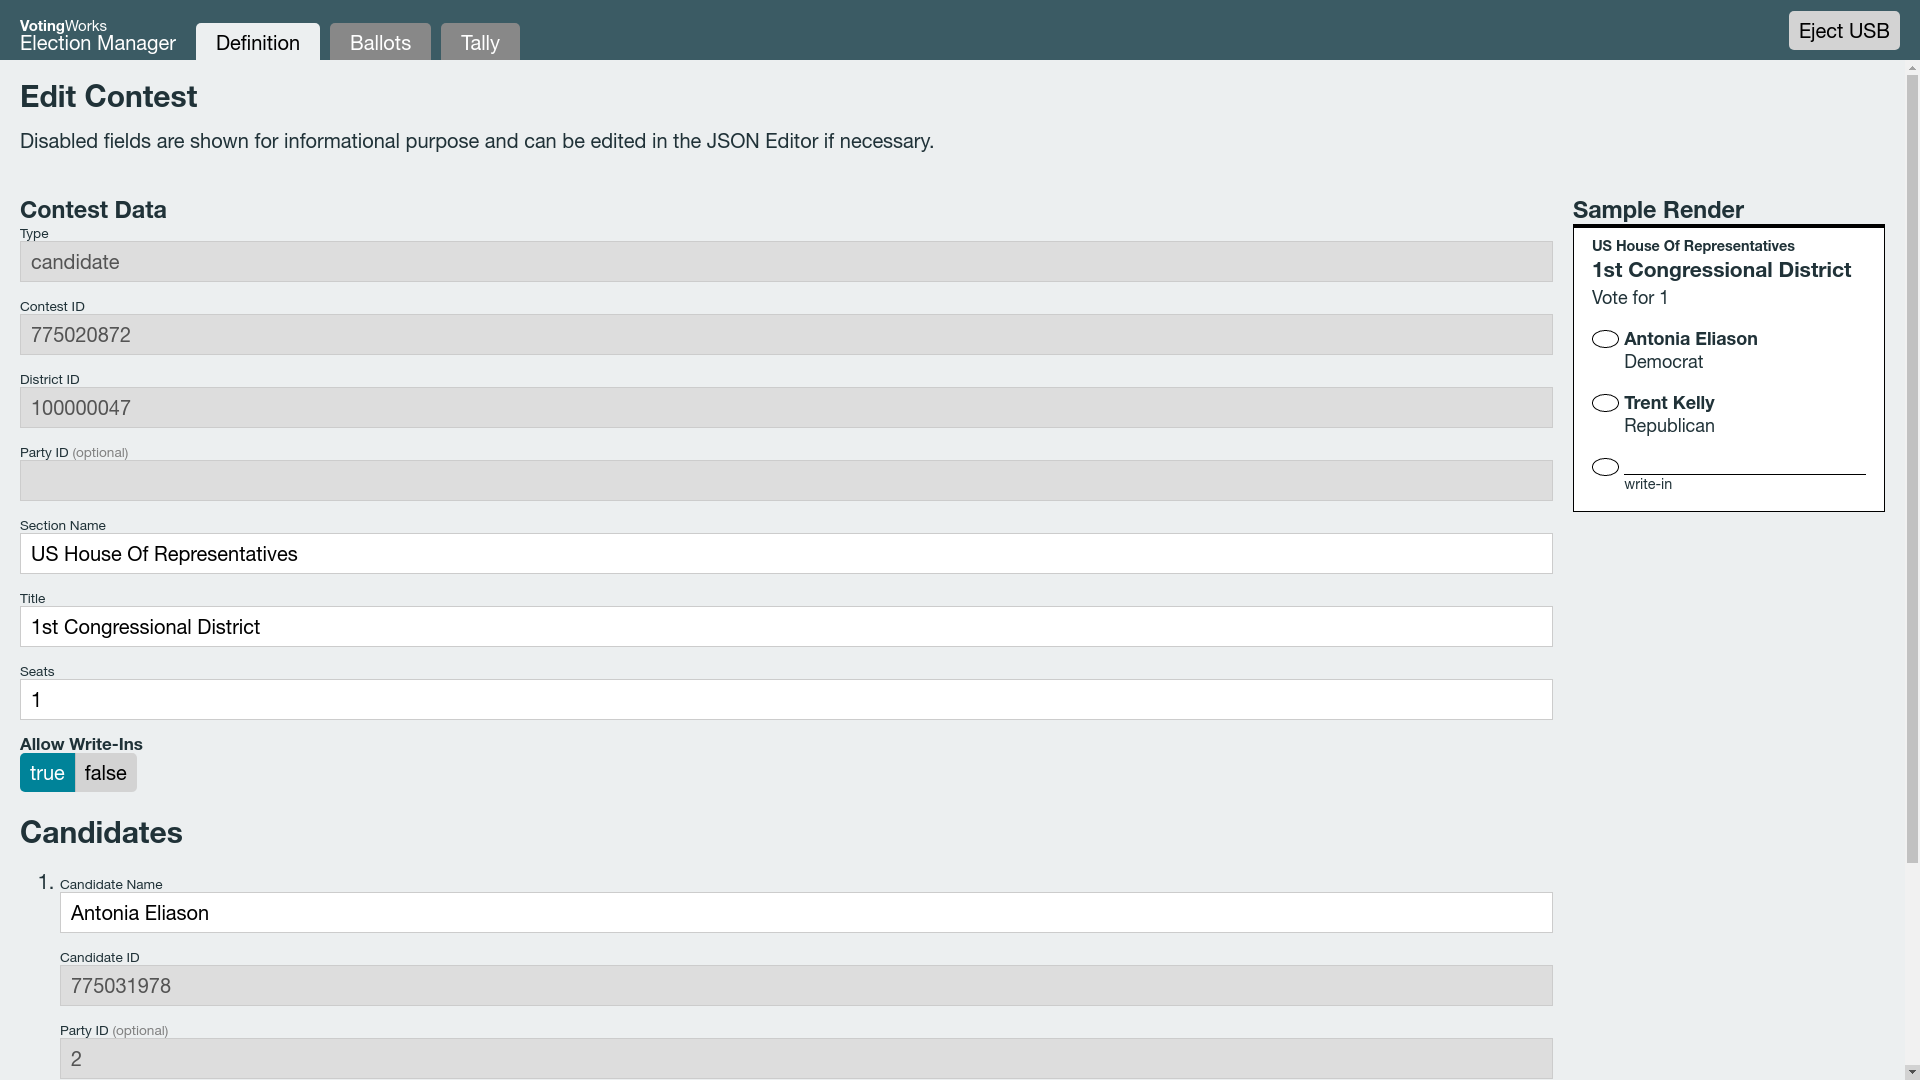 VotingWorks
Election Manager
Definition
Ballots
Tally
Eject USB
Edit Contest
Disabled fields are shown for informational purpose and can be edited in the JSON Editor if necessary.
Contest Data
Type
candidate
Contest ID
775020872
District ID
100000047
Party ID (optional)
Section Name
US House Of Representatives
Title
1st Congressional District
Seats
1
Allow Write-Ins
true false
Candidates
1. Candidate Name
Antonia Eliason
Candidate ID
775031978
Party ID (optional)
2
Sample Render
US House Of Representatives
1st Congressional District
Vote for 1
Antonia Eliason
Democrat
Trent Kelly
Republican
write-in